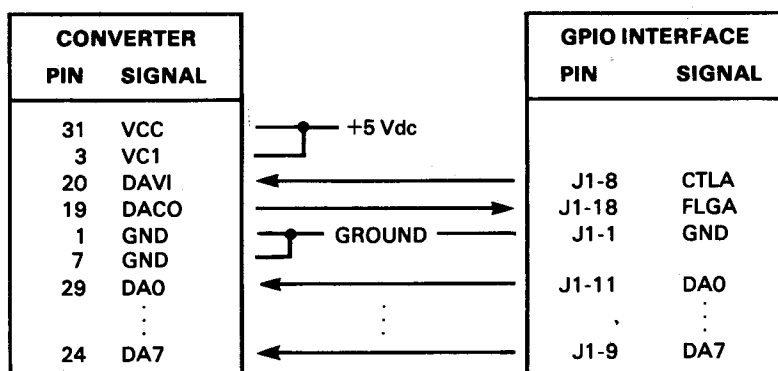 CONVERTER GPIO INTERFACE
PIN SIGNAL PIN SIGNAL
31 VCC +5 Vdc
3 VC1
20 DAVI J1-8 CTLA
19 DACO J1-18 FLGA
1 GND GROUND J1-1 GND
7 GND
29 DA0 J1-11 DA0
24 DA7 J1-9 DA7